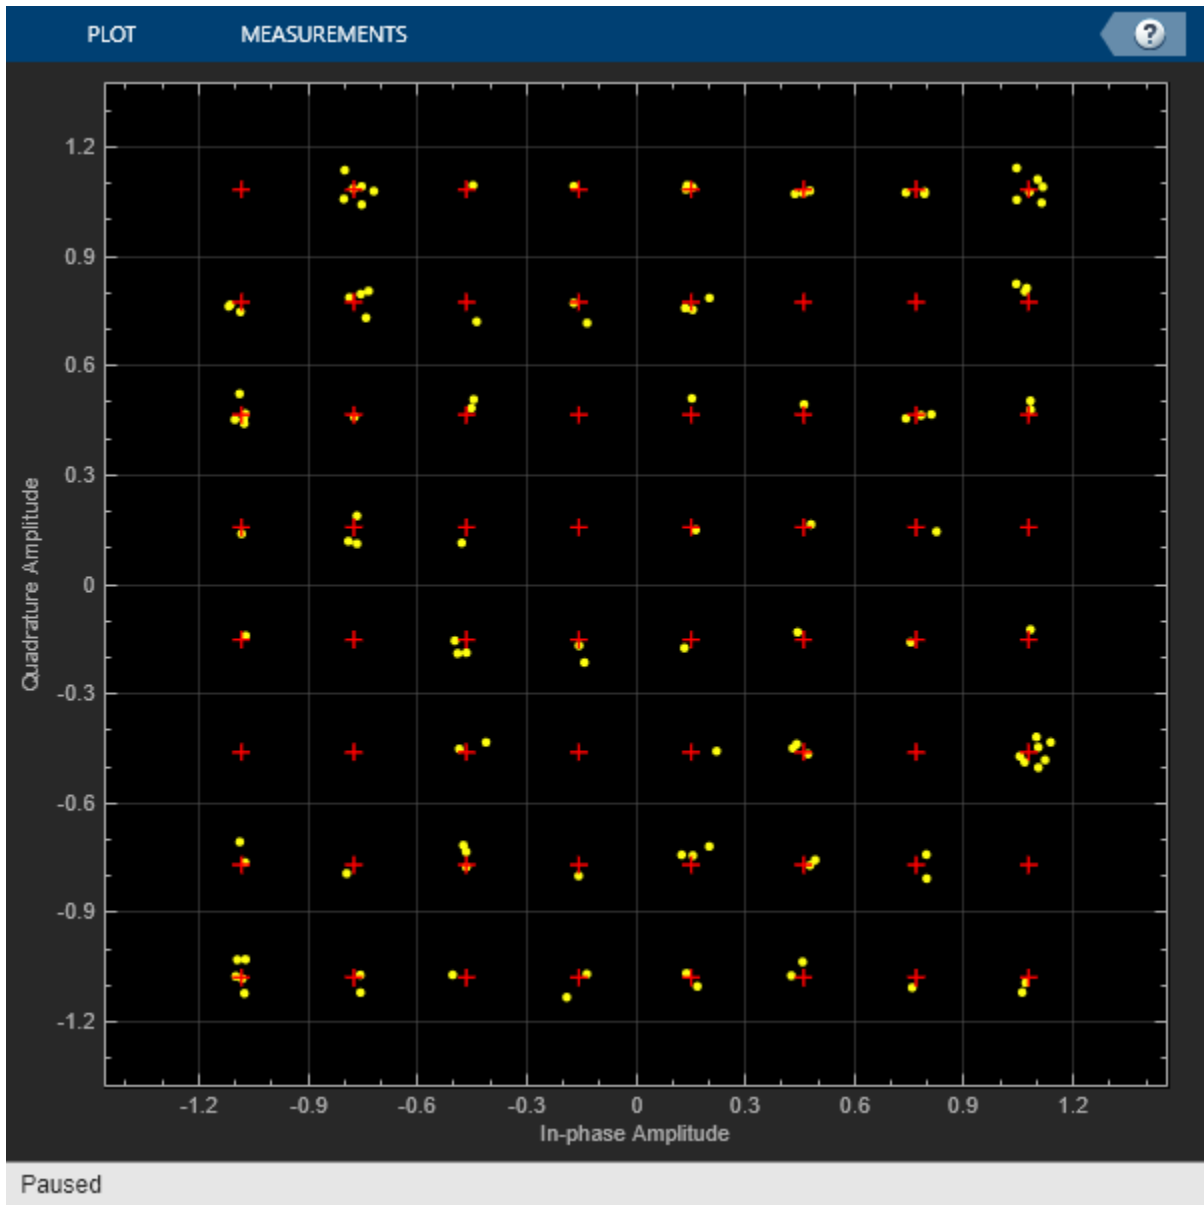 PLOT MEASUREMENTS ?
1.2
0.9
0.6
0.3
0
-0.3
-0.6
-0.9
-1.2
Quadrature Amplitude
-1.2 -0.9 -0.6 -0.3 0 0.3 0.6 0.9 1.2
In-phase Amplitude
Paused